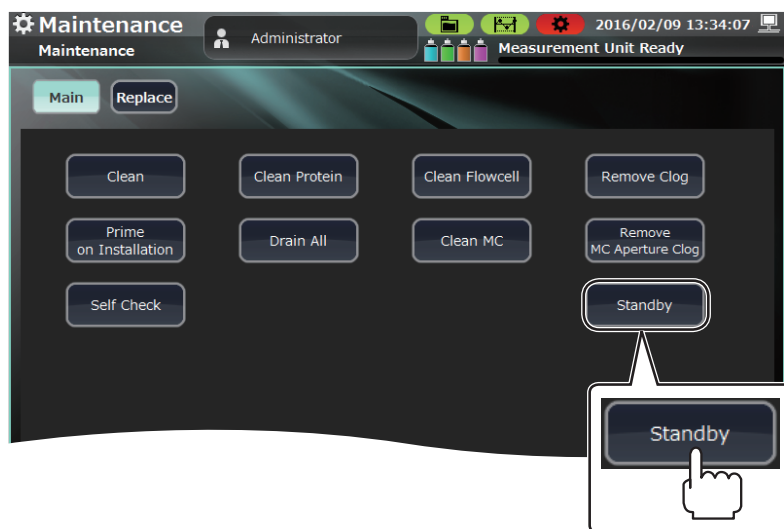 Maintenance
Maintenance
Administrator
2016/02/09 13:34:07
Measurement Unit Ready
Main
Replace
Clean
Clean Protein
Clean Flowcell
Remove Clog
Prime
on Installation
Drain All
Clean MC
Remove
MC Aperture Clog
Self Check
Standby
Standby